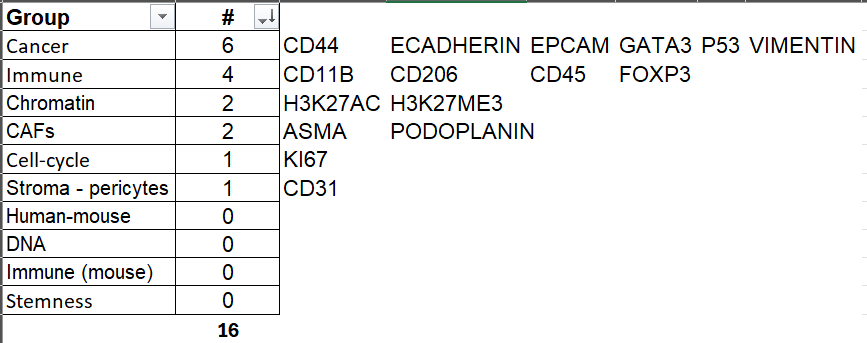 Group #
Cancer 6 CD44 ECADHERIN EPCAM GATA3 P53 VIMENTIN
Immune 4 CD11B CD206 CD45 FOXP3
Chromatin 2 H3K27AC H3K27ME3
CAFs 2 ASMA PODOPLANIN
Cell-cycle 1 KI67
Stroma - pericytes 1 CD31
Human-mouse 0
DNA 0
Immune (mouse) 0
Stemness 0
16